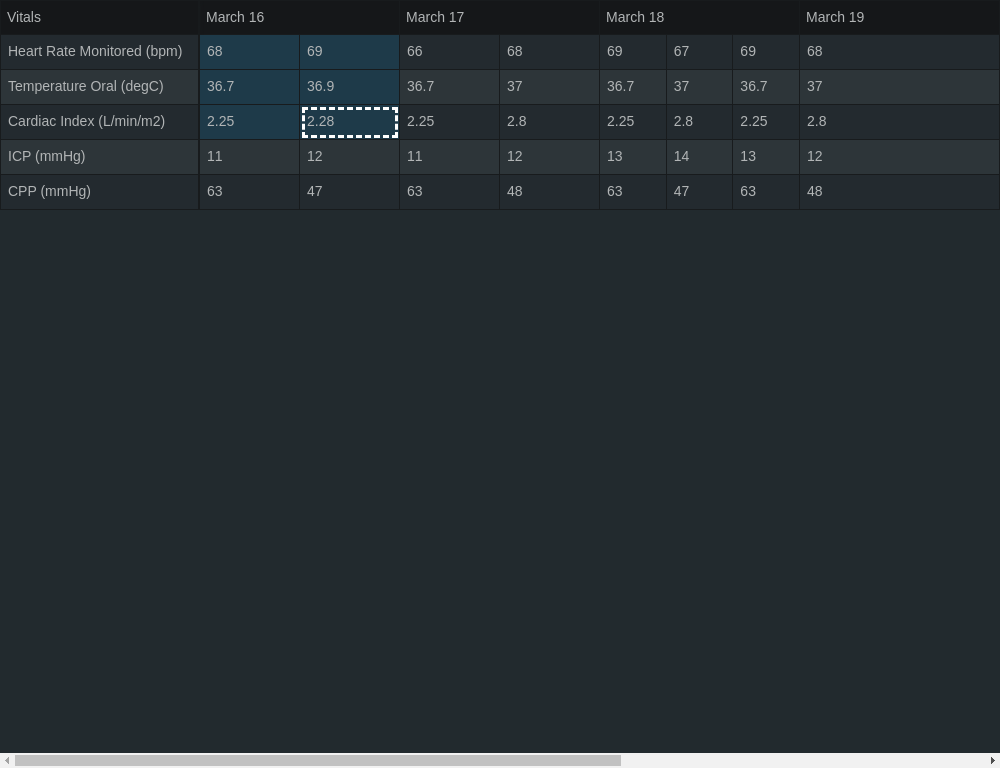 Vitals March 16 March 17 March 18 March 19
Heart Rate Monitored (bpm) 68 69 66 68 69 67 69 68
Temperature Oral (degC) 36.7 36.9 36.7 37 36.7 37 36.7 37
Cardiac Index (L/min/m2) 2.25 2.28 2.25 2.8 2.25 2.8 2.25 2.8
ICP (mmHg) 11 12 11 12 13 14 13 12
CPP (mmHg) 63 47 63 48 63 47 63 48